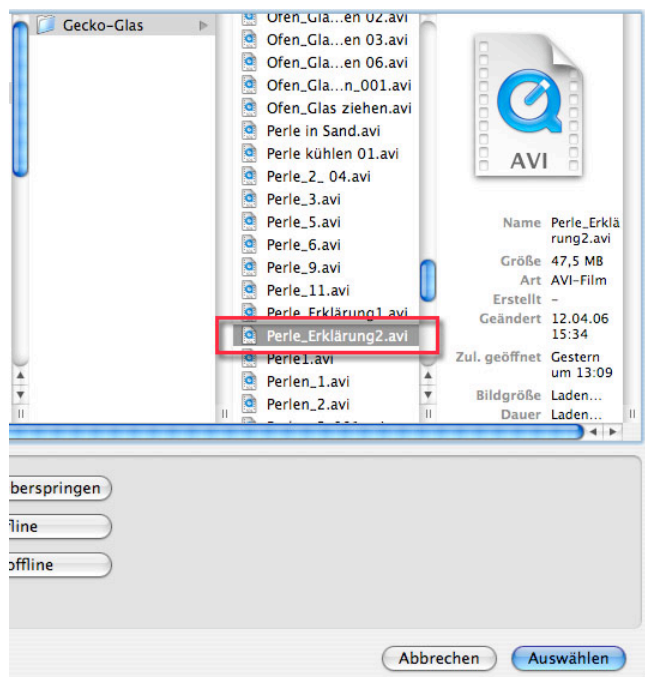 Gecko-Glas
Ofen_Gla...en 02.avi
Ofen_Gla...en 03.avi
Ofen_Gla...en 06.avi
Ofen_Gla...n_001.avi
Ofen_Glas ziehen.avi
Perle in Sand.avi
Perle kühlen 01.avi
Perle_2_ 04.avi
Perle_3.avi
Perle_5.avi
Perle_6.avi
Perle_9.avi
Perle_11.avi
Perle_Erklärung1.avi
Perle_Erklärung2.avi
Perle1.avi
Perlen_1.avi
Perlen_2.avi
AVI
Name Perle_Erklä
rung2.avi
Größe 47,5 MB
Art AVI-Film
Erstellt –
Geändert 12.04.06
15:34
Zul. geöffnet Gestern
um 13:09
Bildgröße Laden...
Dauer Laden...
berspringen
fline
offline
Abbrechen
Auswählen